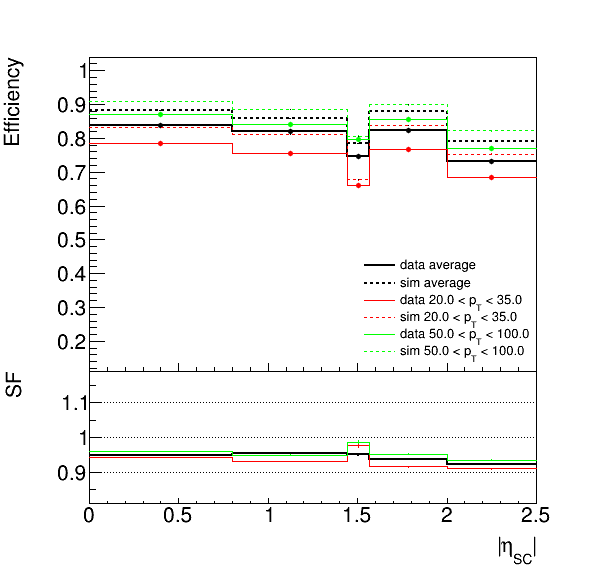 Efficiency
1
0.9
0.8
0.7
0.6
0.5
0.4
0.3
0.2
data average
sim average
data 20.0 < p_T < 35.0
sim 20.0 < p_T < 35.0
data 50.0 < p_T < 100.0
sim 50.0 < p_T < 100.0
SF
1.1
1
0.9
0 0.5 1 1.5 2 2.5
|η_SC|